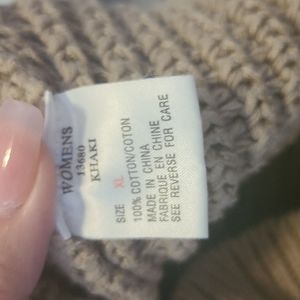 WOMENS
13680
KHAKI
SIZE XL
100% COTTON/COTON
MADE IN CHINA
FABRIQUE EN CHINE
SEE REVERSE FOR CARE